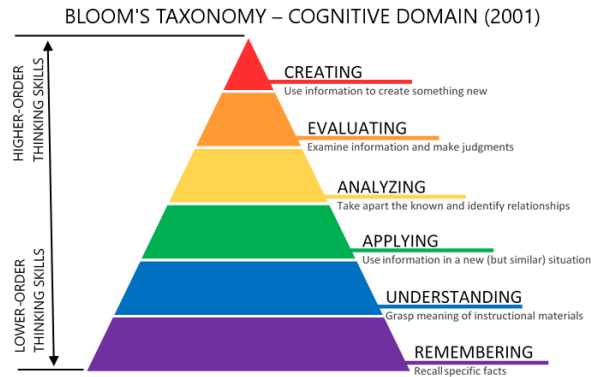 BLOOM'S TAXONOMY – COGNITIVE DOMAIN (2001)
HIGHER-ORDER
THINKING SKILLS
CREATING
Use information to create something new
EVALUATING
Examine information and make judgments
ANALYZING
Take apart the known and identify relationships
APPLYING
Use information in a new (but similar) situation
LOWER-ORDER
THINKING SKILLS
UNDERSTANDING
Grasp meaning of instructional materials
REMEMBERING
Recall specific facts